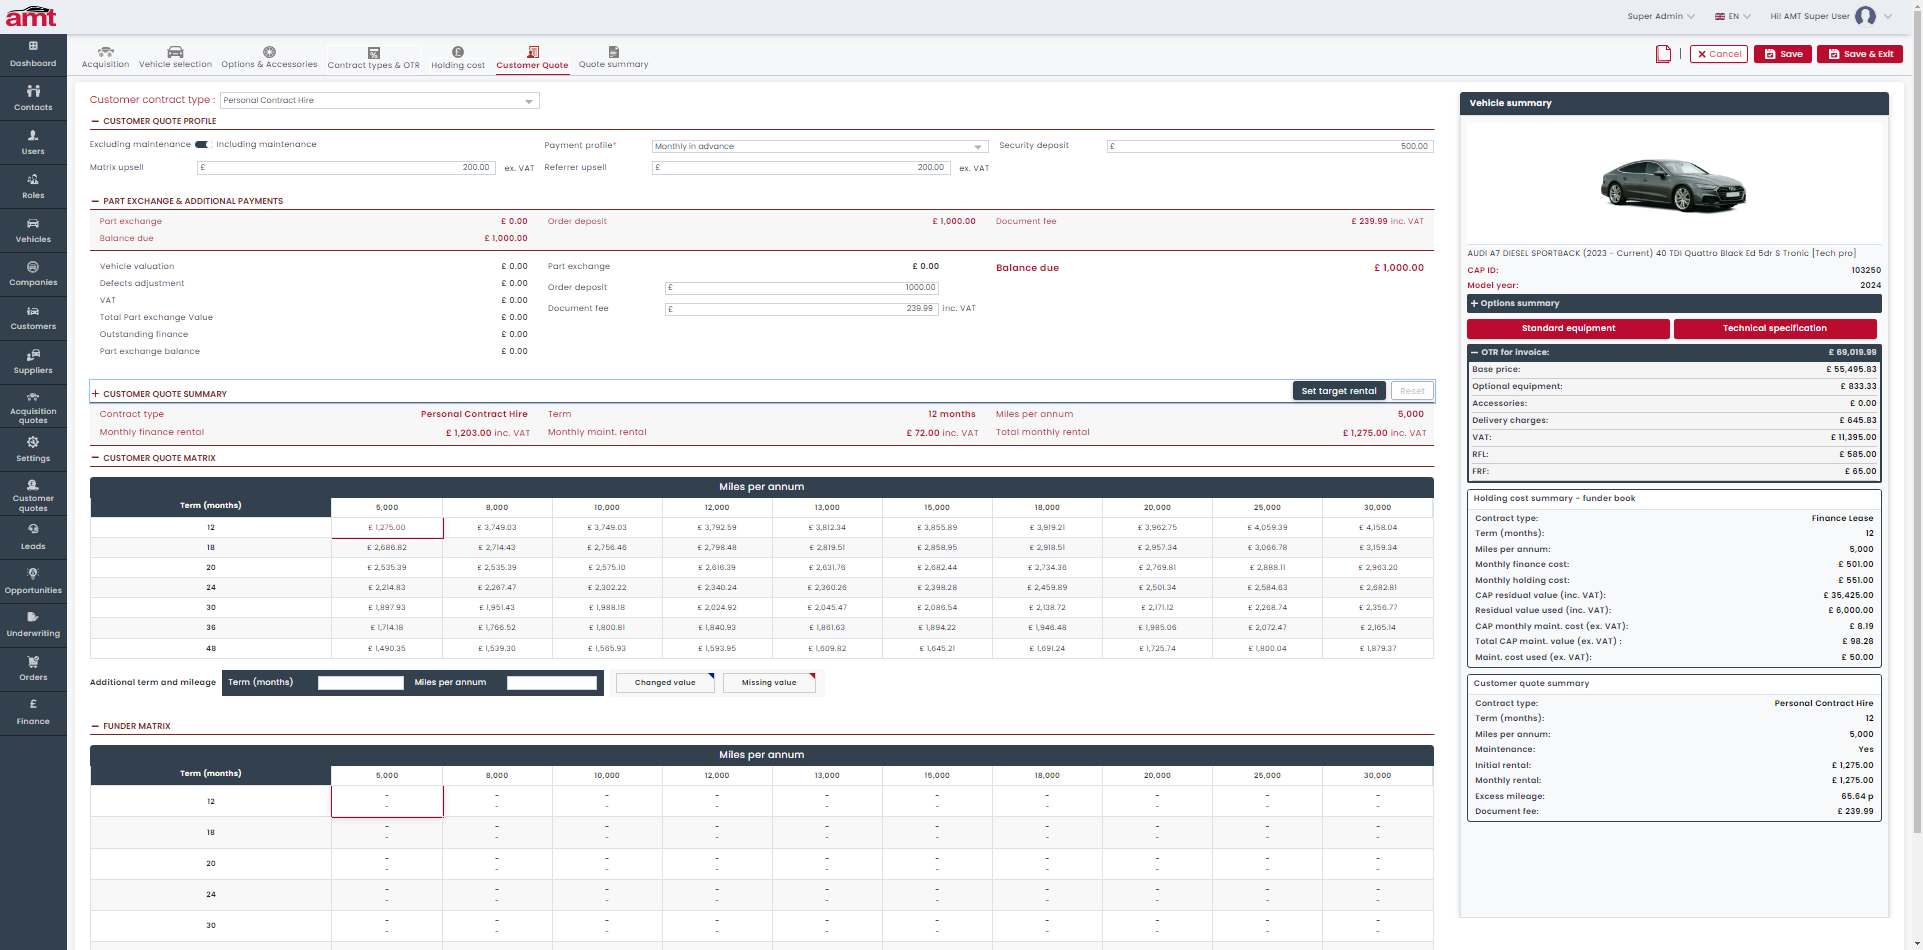 amt
Super Admin
EN
Hi! AMT Super User
Dashboard
Contacts
Users
Roles
Vehicles
Companies
Customers
Suppliers
Acquisition
quotes
Settings
Customer
quotes
Leads
Opportunities
Underwriting
Orders
Finance
Acquisition Vehicle selection Options & Accessories Contract types & OTR Holding cost Customer Quote Quote summary
Cancel Save Save & Exit
Customer contract type : Personal Contract Hire
CUSTOMER QUOTE PROFILE
Excluding maintenance Including maintenance Payment profile* Monthly in advance Security deposit £ 500.00
Matrix upsell £ 200.00 ex. VAT Referrer upsell £ 200.00 ex. VAT
PART EXCHANGE & ADDITIONAL PAYMENTS
Part exchange £ 0.00 Order deposit £ 1,000.00 Document fee £ 239.99 inc. VAT
Balance due £ 1,000.00
Vehicle valuation £ 0.00 Part exchange £ 0.00 Balance due £ 1,000.00
Defects adjustment £ 0.00 Order deposit £ 1000.00
VAT £ 0.00 Document fee £ 239.99 inc. VAT
Total Part exchange Value £ 0.00
Outstanding finance £ 0.00
Part exchange balance £ 0.00
+ CUSTOMER QUOTE SUMMARY Set target rental Reset
Contract type Personal Contract Hire Term 12 months Miles per annum 5,000
Monthly finance rental £ 1,203.00 inc. VAT Monthly maint. rental £ 72.00 inc. VAT Total monthly rental £ 1,275.00 inc. VAT
CUSTOMER QUOTE MATRIX
Miles per annum
Term (months) 5,000 8,000 10,000 12,000 13,000 15,000 18,000 20,000 25,000 30,000
12 £ 1,275.00 £ 3,749.03 £ 3,749.03 £ 3,792.59 £ 3,812.34 £ 3,855.89 £ 3,919.21 £ 3,962.75 £ 4,059.39 £ 4,158.04
18 £ 2,686.82 £ 2,714.43 £ 2,756.46 £ 2,798.48 £ 2,819.51 £ 2,858.95 £ 2,918.51 £ 2,957.34 £ 3,066.78 £ 3,159.34
20 £ 2,535.39 £ 2,535.39 £ 2,575.10 £ 2,616.39 £ 2,631.76 £ 2,682.44 £ 2,734.36 £ 2,769.81 £ 2,888.11 £ 2,963.20
24 £ 2,214.83 £ 2,267.47 £ 2,302.22 £ 2,340.24 £ 2,360.26 £ 2,398.28 £ 2,459.89 £ 2,501.34 £ 2,584.63 £ 2,682.81
30 £ 1,897.93 £ 1,951.43 £ 1,988.18 £ 2,024.92 £ 2,045.47 £ 2,086.54 £ 2,138.72 £ 2,171.12 £ 2,268.74 £ 2,356.77
36 £ 1,714.18 £ 1,766.52 £ 1,800.81 £ 1,840.93 £ 1,861.63 £ 1,894.22 £ 1,946.48 £ 1,985.06 £ 2,072.47 £ 2,165.14
48 £ 1,490.35 £ 1,539.30 £ 1,565.93 £ 1,593.95 £ 1,609.82 £ 1,645.21 £ 1,691.24 £ 1,725.74 £ 1,800.04 £ 1,879.37
Additional term and mileage Term (months) Miles per annum Changed value Missing value
FUNDER MATRIX
Miles per annum
Term (months) 5,000 8,000 10,000 12,000 13,000 15,000 18,000 20,000 25,000 30,000
12 - - - - - - - - - -
- - - - - - - - - -
18 - - - - - - - - - -
- - - - - - - - - -
20 - - - - - - - - - -
- - - - - - - - - -
24 - - - - - - - - - -
- - - - - - - - - -
30 - - - - - - - - - -
- - - - - - - - - -
Vehicle summary
AUDI A7 DIESEL SPORTBACK (2023 - Current) 40 TDI Quattro Black Ed 5dr S Tronic [Tech pro]
CAP ID: 103250
Model year: 2024
+ Options summary
Standard equipment Technical specification
OTR for invoice: £ 69,019.99
Base price: £ 55,495.83
Optional equipment: £ 833.33
Accessories: £ 0.00
Delivery charges: £ 645.83
VAT: £ 11,395.00
RFL: £ 585.00
FRF: £ 65.00
Holding cost summary - funder book
Contract type: Finance Lease
Term (months): 12
Miles per annum: 5,000
Monthly finance cost: £ 501.00
Monthly holding cost: £ 551.00
CAP residual value (inc. VAT): £ 35,425.00
Residual value used (inc. VAT): £ 6,000.00
CAP monthly maint. cost (ex. VAT): £ 8.19
Total CAP maint. value (ex. VAT) : £ 98.28
Maint. cost used (ex. VAT): £ 50.00
Customer quote summary
Contract type: Personal Contract Hire
Term (months): 12
Miles per annum: 5,000
Maintenance: Yes
Initial rental: £ 1,275.00
Monthly rental: £ 1,275.00
Excess mileage: 65.64 p
Document fee: £ 239.99